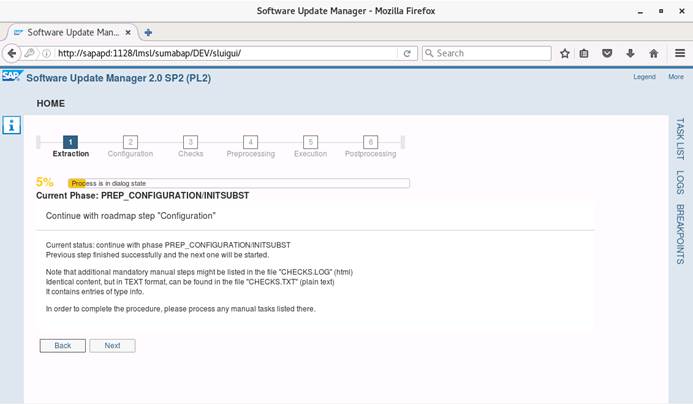 Software Update Manager - Mozilla Firefox
Software Update Man...
http://sapapd:1128/lmsl/sumabap/DEV/sluigui/
Search
SAP
Software Update Manager 2.0 SP2 (PL2)
Legend
More
HOME
1 2 3 4 5 6
Extraction Configuration Checks Preprocessing Execution Postprocessing
5% Process is in dialog state
Current Phase: PREP_CONFIGURATION/INITSUBST
Continue with roadmap step "Configuration"
Current status: continue with phase PREP_CONFIGURATION/INITSUBST
Previous step finished successfully and the next one will be started.
Note that additional mandatory manual steps might be listed in the file "CHECKS.LOG" (html)
Identical content, but in TEXT format, can be found in the file "CHECKS.TXT" (plain text)
It contains entries of type info.
In order to complete the procedure, please process any manual tasks listed there.
Back
Next
TASK LIST
LOGS
BREAKPOINTS